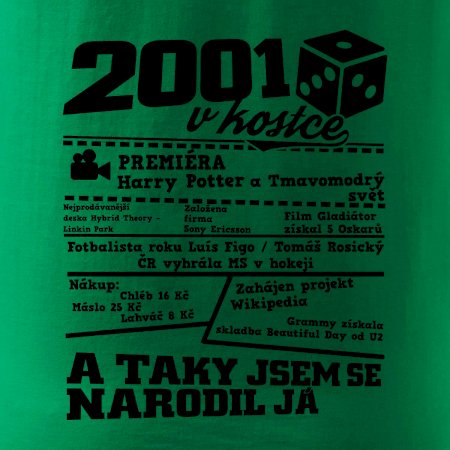 2001
v kostce
PREMIÉRA
Harry Potter a Tmavomodrý
svět
Nejprodávanější
deska Hybrid Theory -
Linkin Park
Založena
firma
Sony Ericsson
Film Gladiátor
získal 5 Oskarů
Fotbalista roku Luís Figo / Tomáš Rosický
ČR vyhrála MS v hokeji
Nákup:
Chléb 16 Kč
Máslo 25 Kč
Lahváč 8 Kč
Zahájen projekt
Wikipedia
Grammy získala
skladba Beautiful Day od U2
A TAKY JSEM SE
NARODIL JÁ